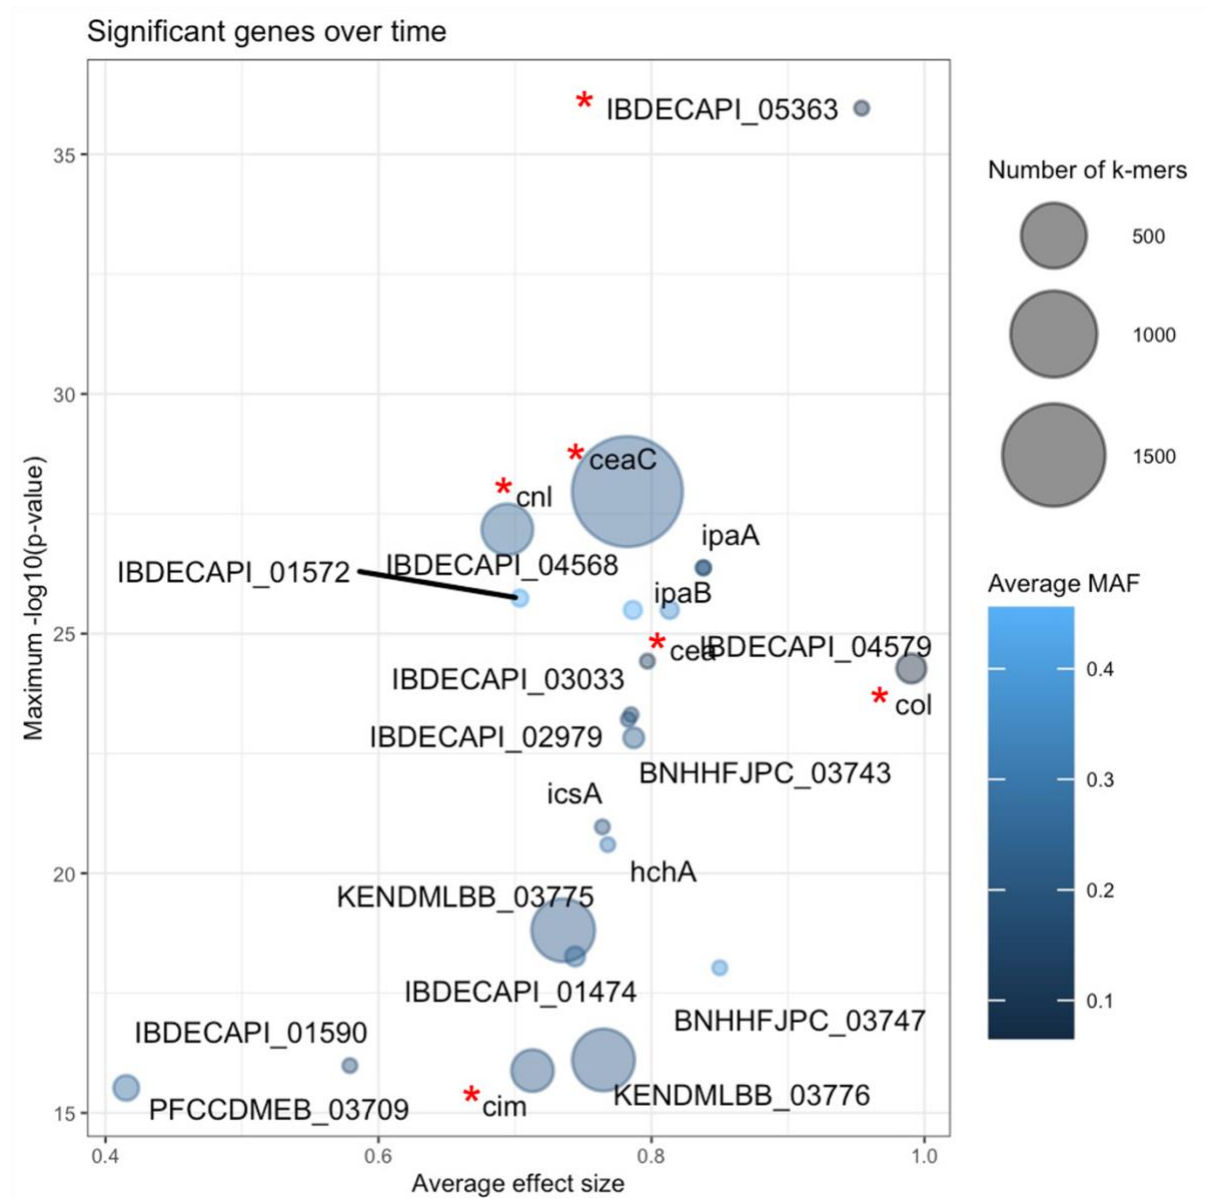 Significant genes over time
* IBDECAPI_05363
35
30
* ceaC
* cnl
ipaA
IBDECAPI_01572
IBDECAPI_04568
ipaB
25
* cea
IBDECAPI_04579
IBDECAPI_03033
* col
IBDECAPI_02979
BNHHFJPC_03743
icsA
20
hchA
KENDMLBB_03775
IBDECAPI_01474
BNHHFJPC_03747
IBDECAPI_01590
15
PFCCDMEB_03709
* cim
KENDMLBB_03776
0.4 0.6 0.8 1.0
Average effect size
Maximum -log10(p-value)
Number of k-mers
500
1000
1500
Average MAF
0.4
0.3
0.2
0.1